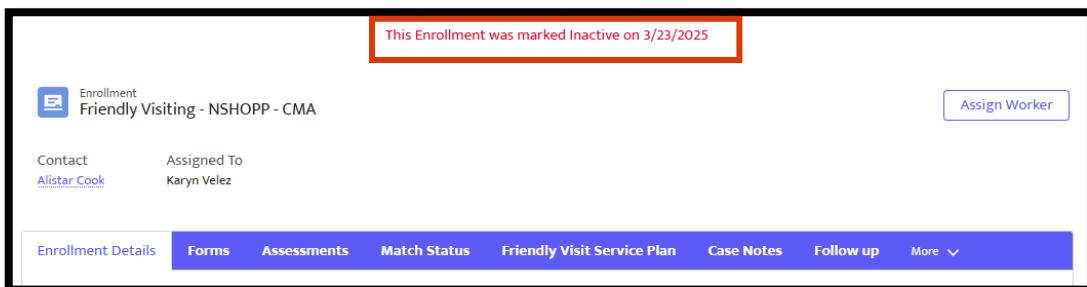 This Enrollment was marked Inactive on 3/23/2025
Enrollment
Friendly Visiting - NSHOPP - CMA
Assign Worker
Contact Assigned To
Alistar Cook Karyn Velez
Enrollment Details Forms Assessments Match Status Friendly Visit Service Plan Case Notes Follow up More